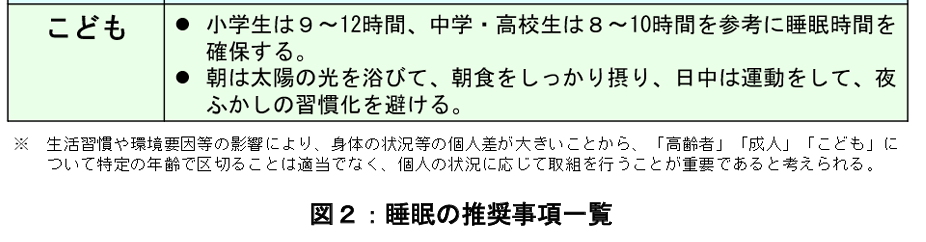 こども
● 小学生は９～12時間、中学・高校生は８～10時間を参考に睡眠時間を
確保する。
● 朝は太陽の光を浴びて、朝食をしっかり摂り、日中は運動をして、夜
ふかしの習慣化を避ける。
※ 生活習慣や環境要因等の影響により、身体の状況等の個人差が大きいことから、「高齢者」「成人」「こども」に
ついて特定の年齢で区切ることは適当でなく、個人の状況に応じて取組を行うことが重要であると考えられる。
図２：睡眠の推奨事項一覧